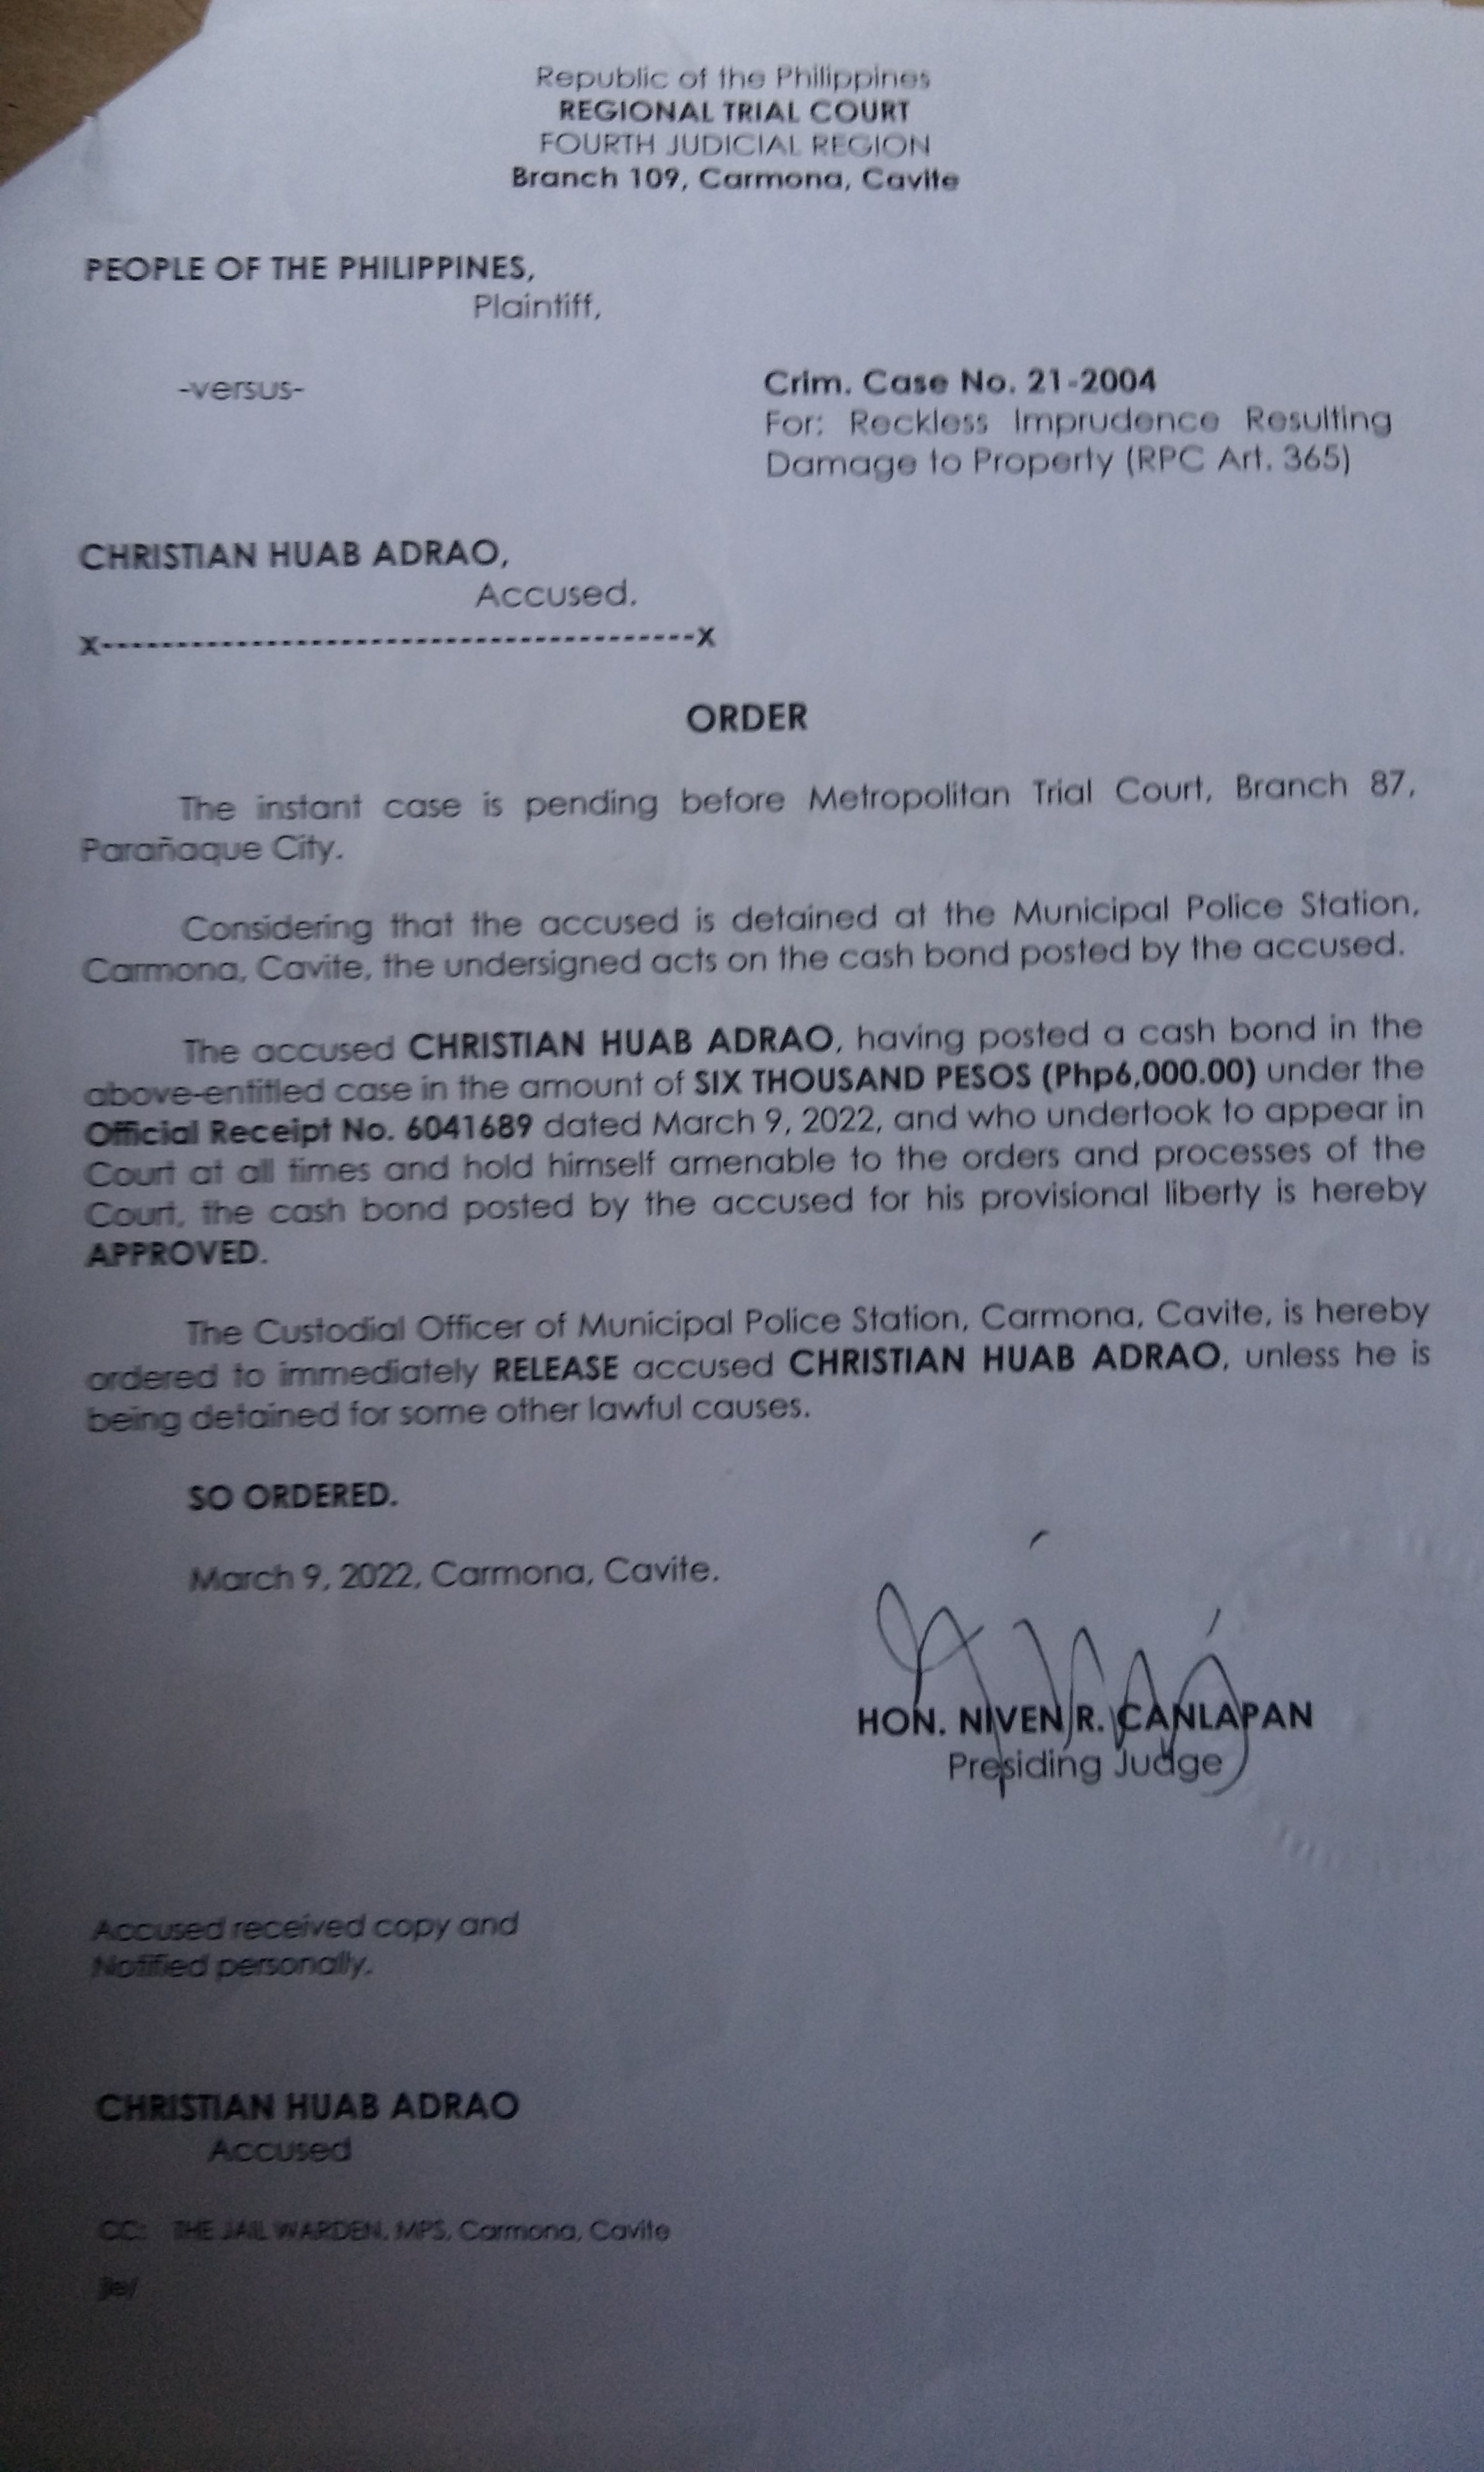 Republic of the Philippines
REGIONAL TRIAL COURT
FOURTH JUDICIAL REGION
Branch 109, Carmona, Cavite
PEOPLE OF THE PHILIPPINES,
Plaintiff,
-versus-
Crim. Case No. 21-2004
For: Reckless Imprudence Resulting
Damage to Property (RPC Art. 365)
CHRISTIAN HUAB ADRAO,
Accused.
x----------------------------------------x
ORDER
The instant case is pending before Metropolitan Trial Court, Branch 87,
Parañaque City.
Considering that the accused is detained at the Municipal Police Station,
Carmona, Cavite, the undersigned acts on the cash bond posted by the accused.
The accused CHRISTIAN HUAB ADRAO, having posted a cash bond in the
above-entitled case in the amount of SIX THOUSAND PESOS (Php6,000.00) under the
Official Receipt No. 6041689 dated March 9, 2022, and who undertook to appear in
Court at all times and hold himself amenable to the orders and processes of the
Court, the cash bond posted by the accused for his provisional liberty is hereby
APPROVED.
The Custodial Officer of Municipal Police Station, Carmona, Cavite, is hereby
ordered to immediately RELEASE accused CHRISTIAN HUAB ADRAO, unless he is
being detained for some other lawful causes.
SO ORDERED.
March 9, 2022, Carmona, Cavite.
HON. NIVEN R. CANLAPAN
Presiding Judge
Accused received copy and
Notified personally.
CHRISTIAN HUAB ADRAO
Accused
CC: THE JAIL WARDEN, MPS, Carmona, Cavite